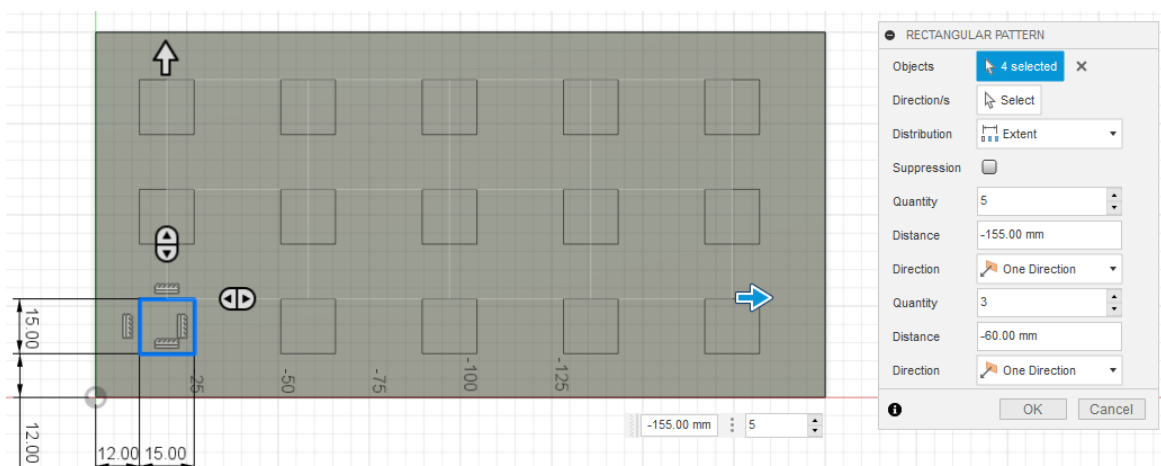 RECTANGULAR PATTERN
Objects 4 selected
Direction/s Select
Distribution Extent
Suppression
Quantity 5
Distance -155.00 mm
Direction One Direction
Quantity 3
Distance -60.00 mm
Direction One Direction
OK Cancel
15.00
25
-50
-75
-100
-125
-155.00 mm 5
12.00
12.00 15.00